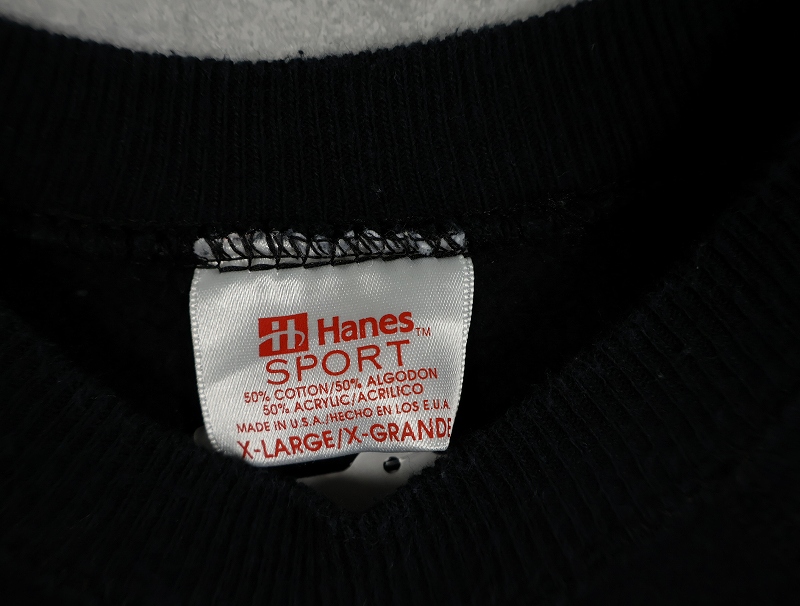 Hanes™
SPORT
50% COTTON/50% ALGODON
50% ACRYLIC/ACRILICO
MADE IN U.S.A./HECHO EN LOS E.U.A
X-LARGE/X-GRANDE